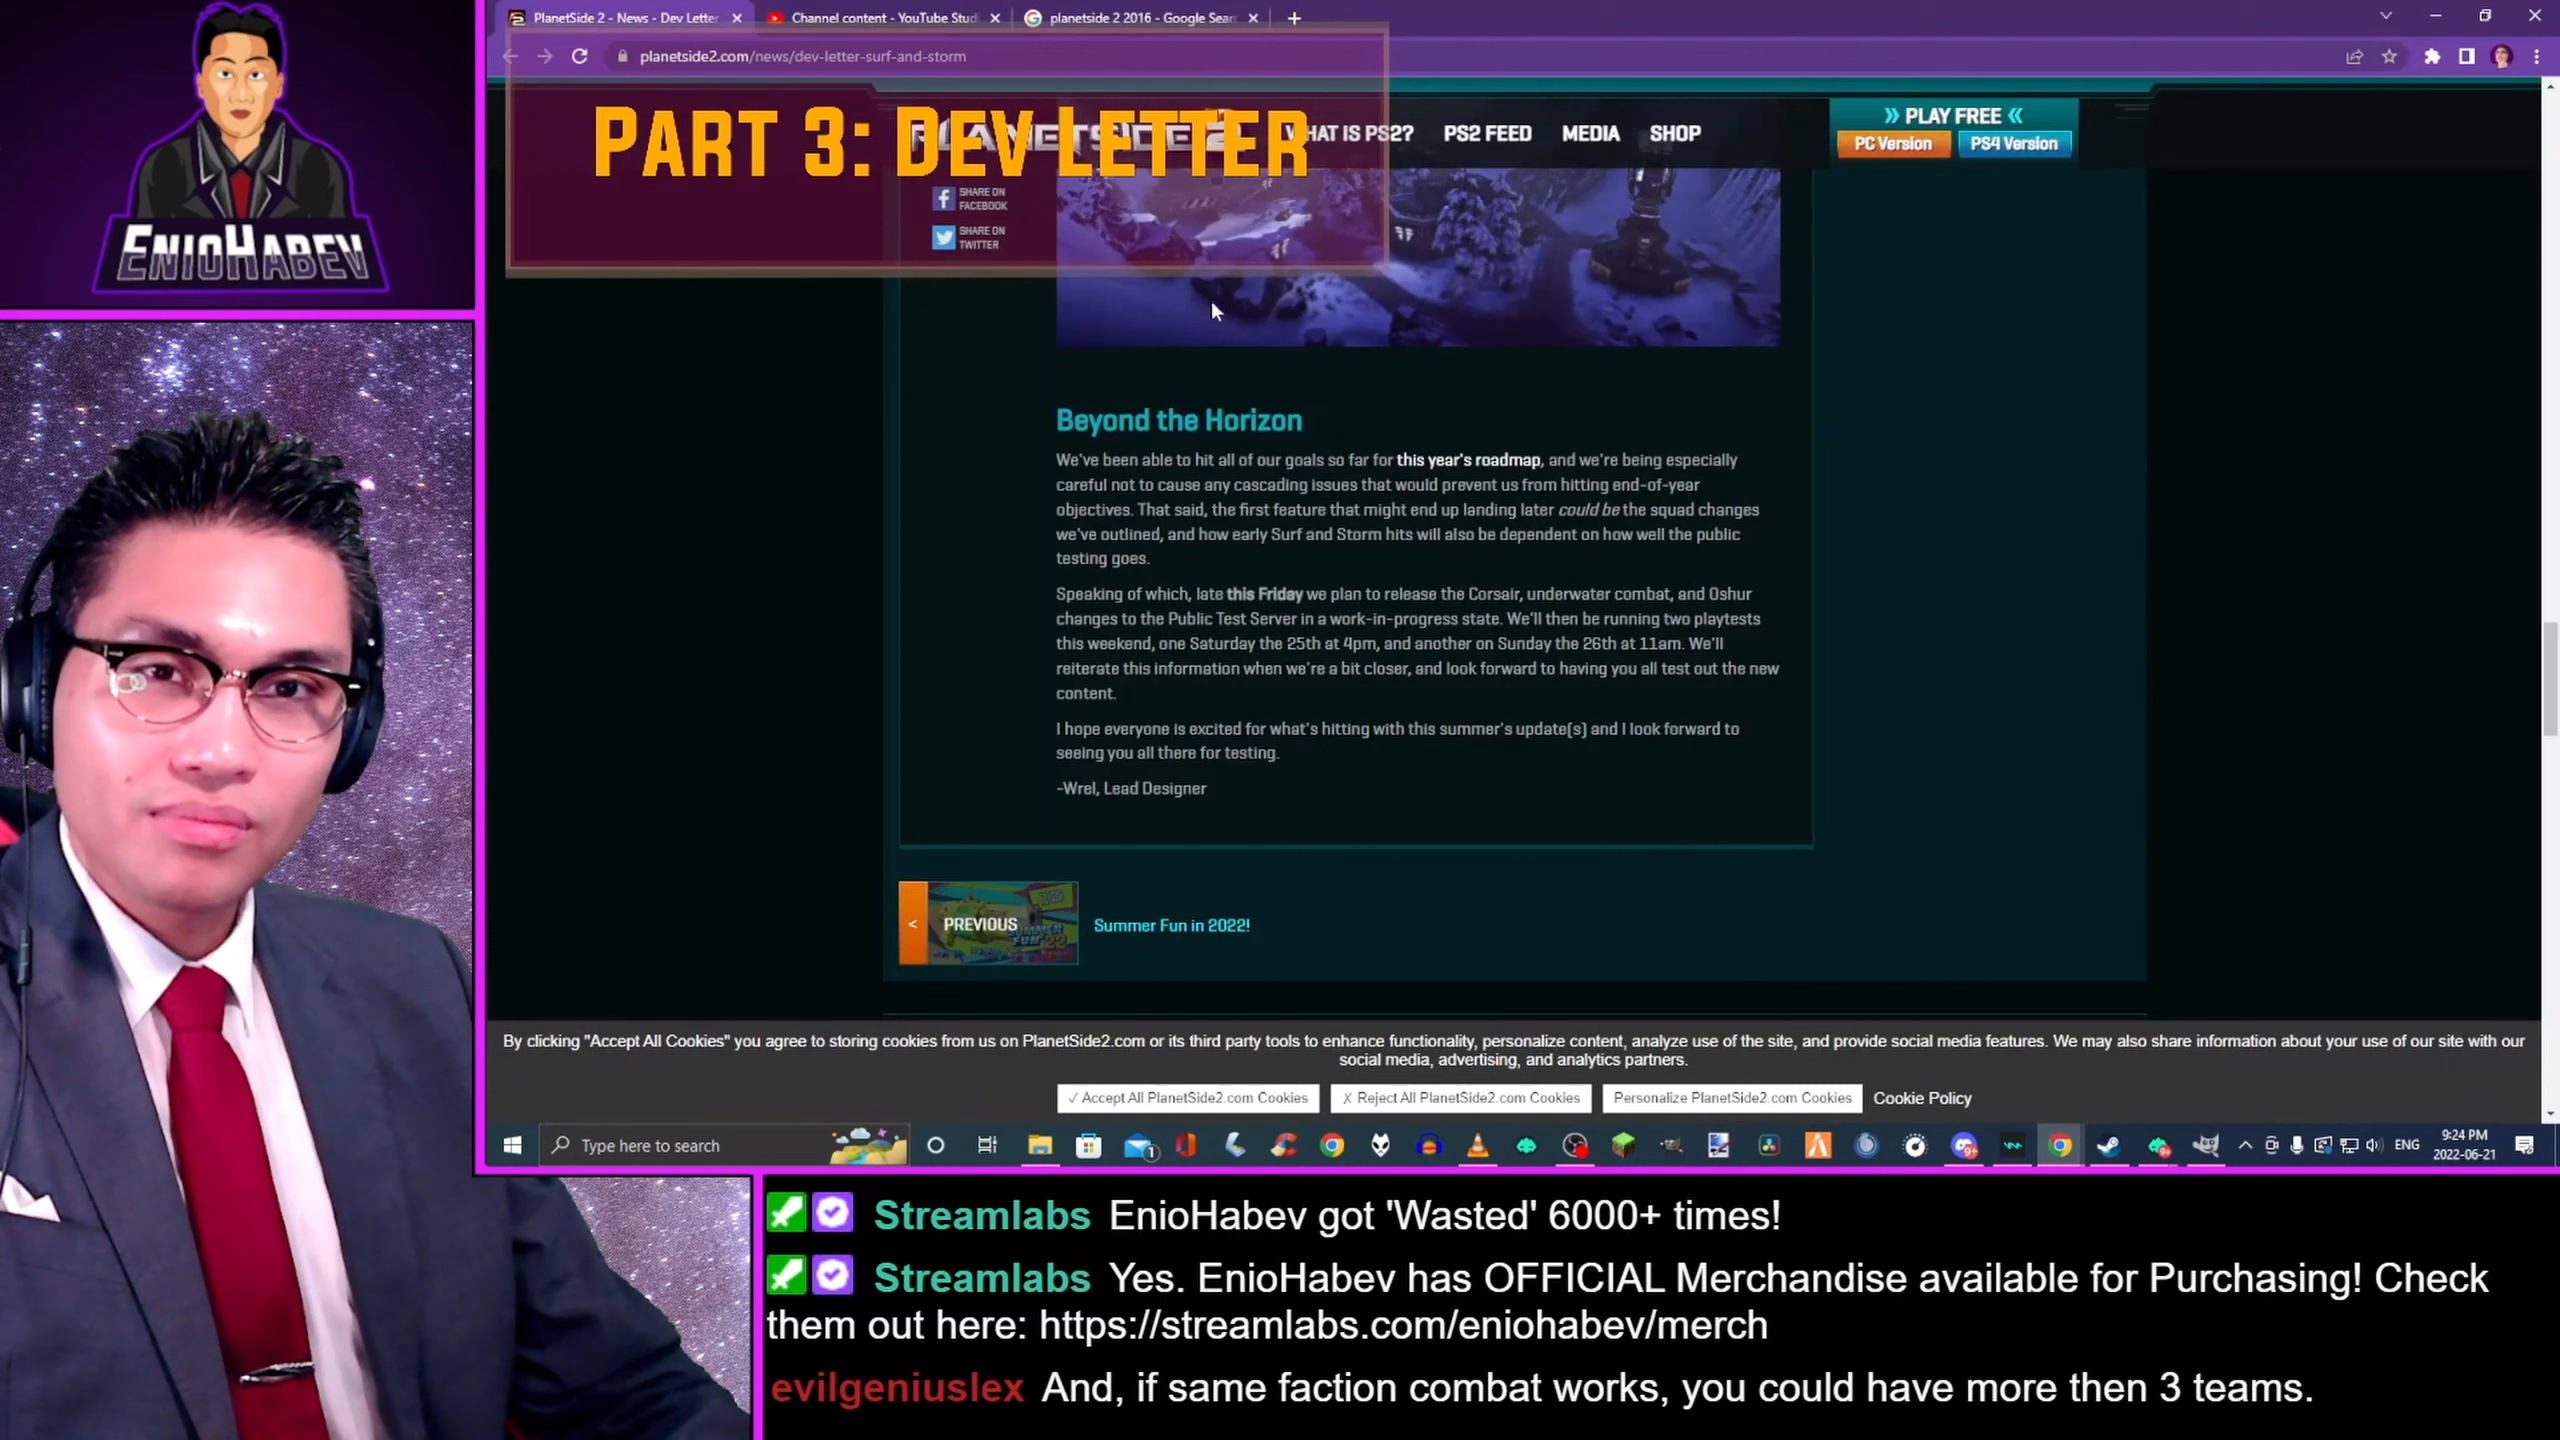 PlanetSide 2 - News - Dev Letter
Channel content - YouTube Stud
planetside 2 2016 - Google Sear
planetside2.com/news/dev-letter-surf-and-storm
ENIOHABEV
PART 3: DEV LETTER
PLANETSIDE 2
WHAT IS PS2?
PS2 FEED
MEDIA
SHOP
PLAY FREE
PC Version
PS4 Version
SHARE ON
FACEBOOK
SHARE ON
TWITTER
Beyond the Horizon
We've been able to hit all of our goals so far for this year's roadmap, and we're being especially
careful not to cause any cascading issues that would prevent us from hitting end-of-year
objectives. That said, the first feature that might end up landing later could be the squad changes
we've outlined, and how early Surf and Storm hits will also be dependent on how well the public
testing goes.
Speaking of which, late this Friday we plan to release the Corsair, underwater combat, and Oshur
changes to the Public Test Server in a work-in-progress state. We'll then be running two playtests
this weekend, one Saturday the 25th at 4pm, and another on Sunday the 26th at 11am. We'll
reiterate this information when we're a bit closer, and look forward to having you all test out the new
content.
I hope everyone is excited for what's hitting with this summer's update(s) and I look forward to
seeing you all there for testing.
-Wrel, Lead Designer
< PREVIOUS
SUMMER
FUN 22
Summer Fun in 2022!
By clicking "Accept All Cookies" you agree to storing cookies from us on PlanetSide2.com or its third party tools to enhance functionality, personalize content, analyze use of the site, and provide social media features. We may also share information about your use of our site with our
social media, advertising, and analytics partners.
✓ Accept All PlanetSide2.com Cookies
X Reject All PlanetSide2.com Cookies
Personalize PlanetSide2.com Cookies
Cookie Policy
Type here to search
ENG
9:24 PM
2022-06-21
Streamlabs EnioHabev got 'Wasted' 6000+ times!
Streamlabs Yes. EnioHabev has OFFICIAL Merchandise available for Purchasing! Check
them out here: https://streamlabs.com/eniohabev/merch
evilgeniuslex And, if same faction combat works, you could have more then 3 teams.